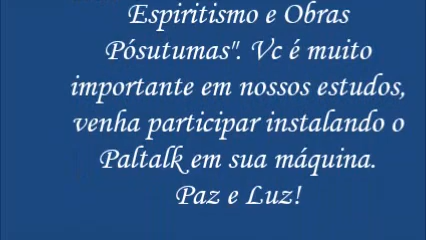 Espiritismo e Obras
Pósutumas". Vc é muito
importante em nossos estudos,
venha participar instalando o
Paltalk em sua máquina.
Paz e Luz!